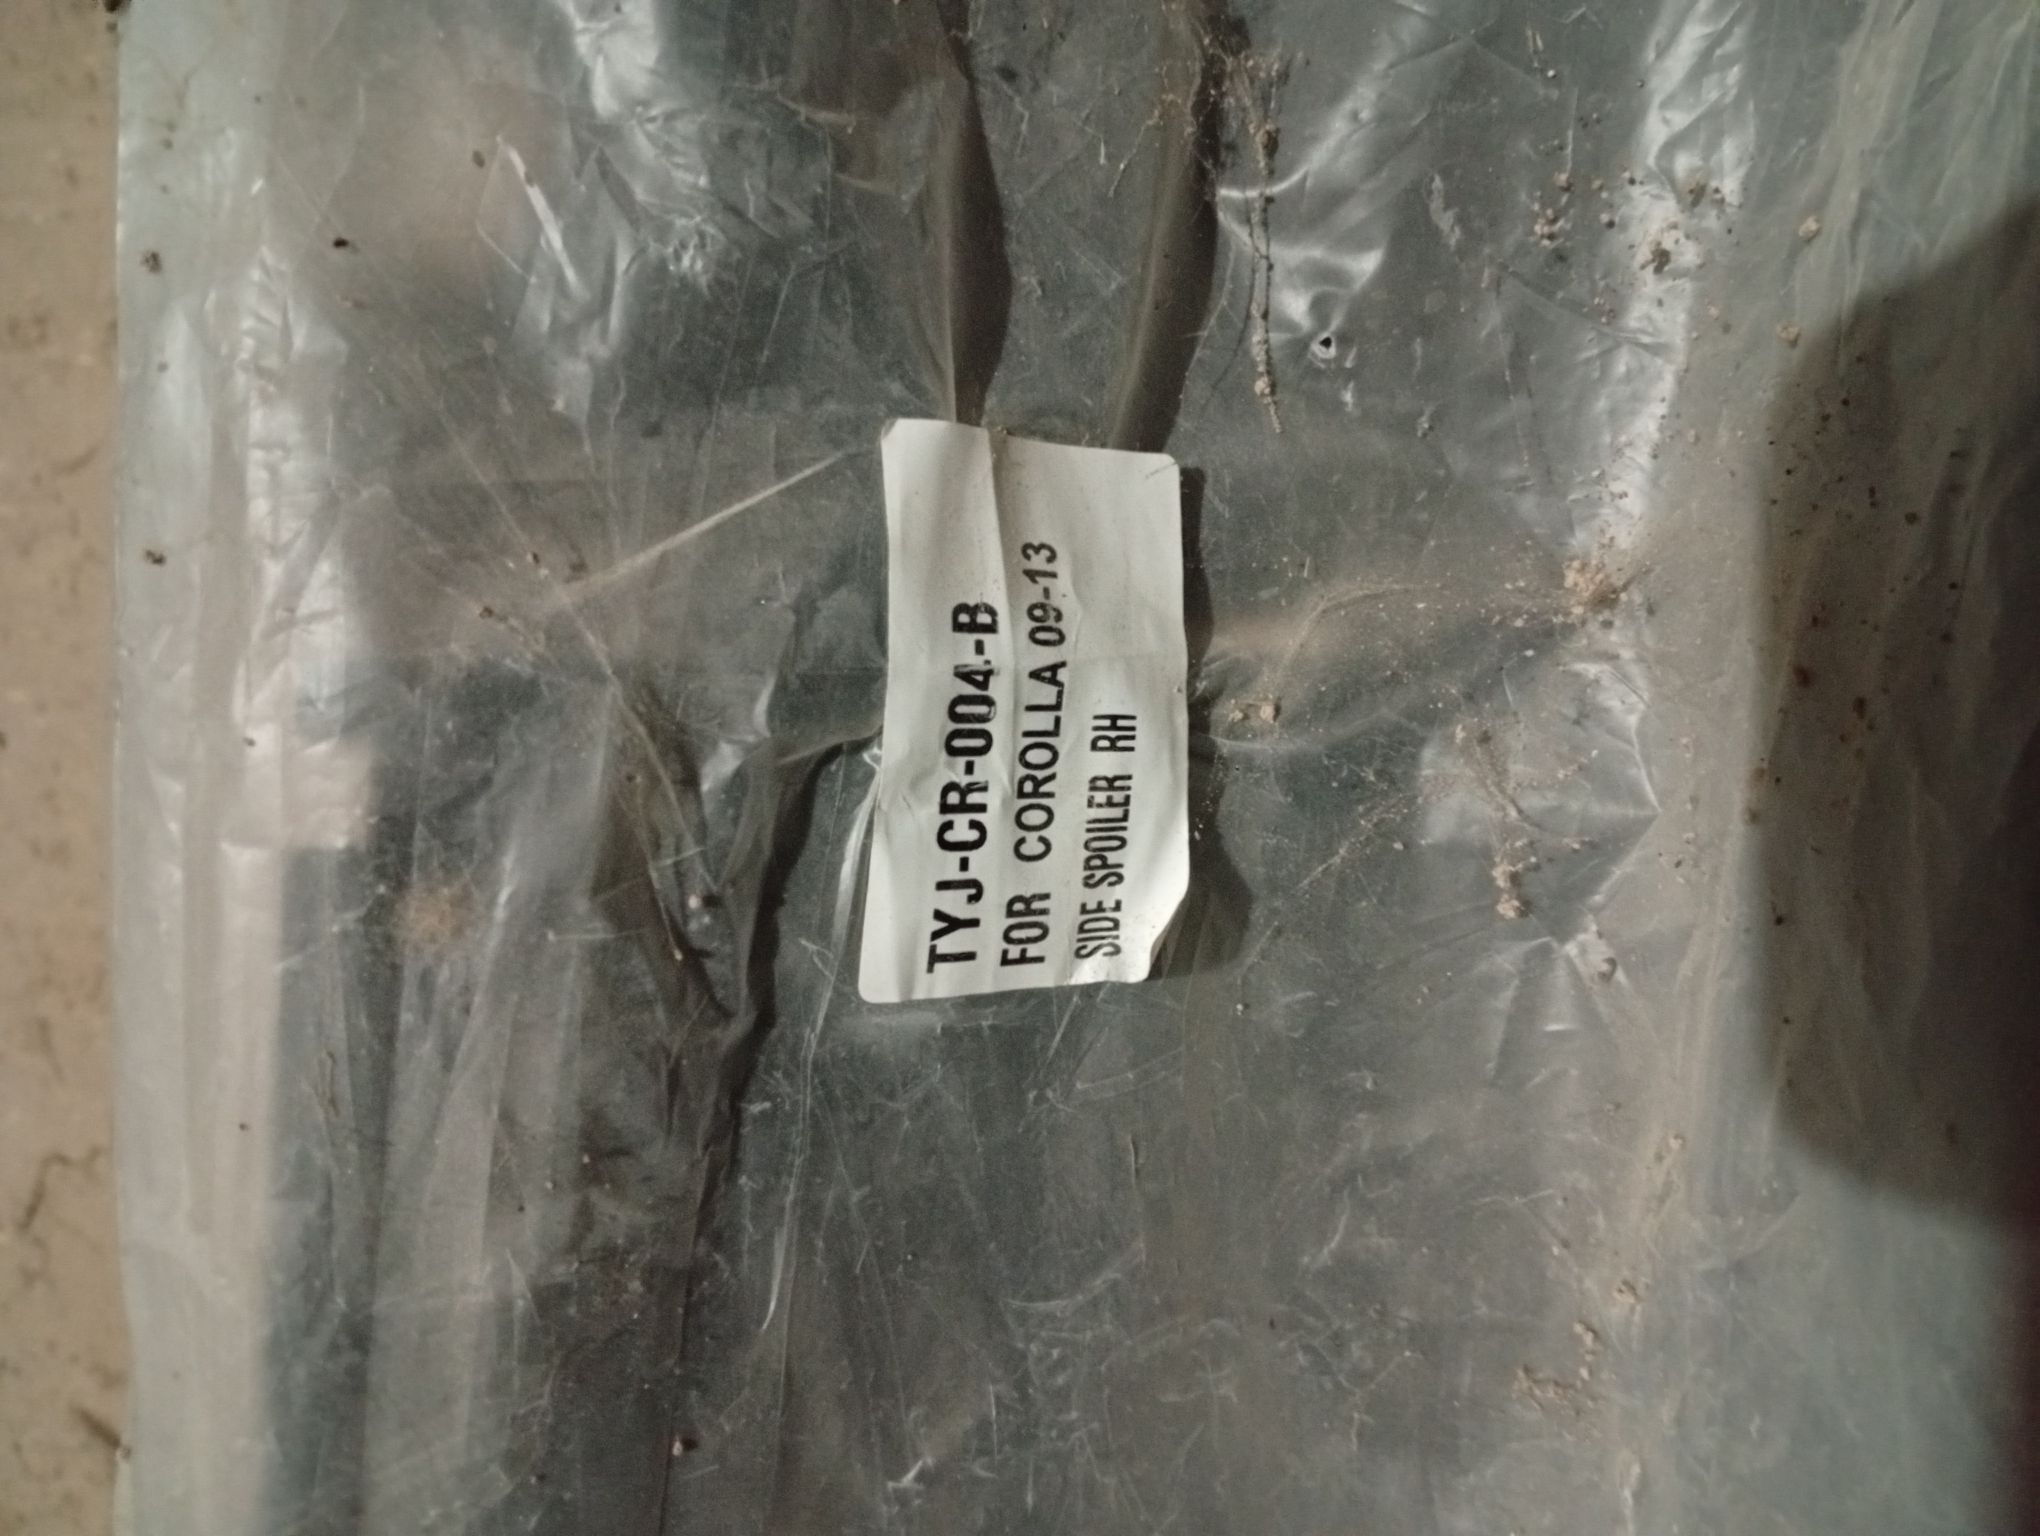 TYJ-CR-004-B
FOR COROLLA 09-13
SIDE SPOILER RH